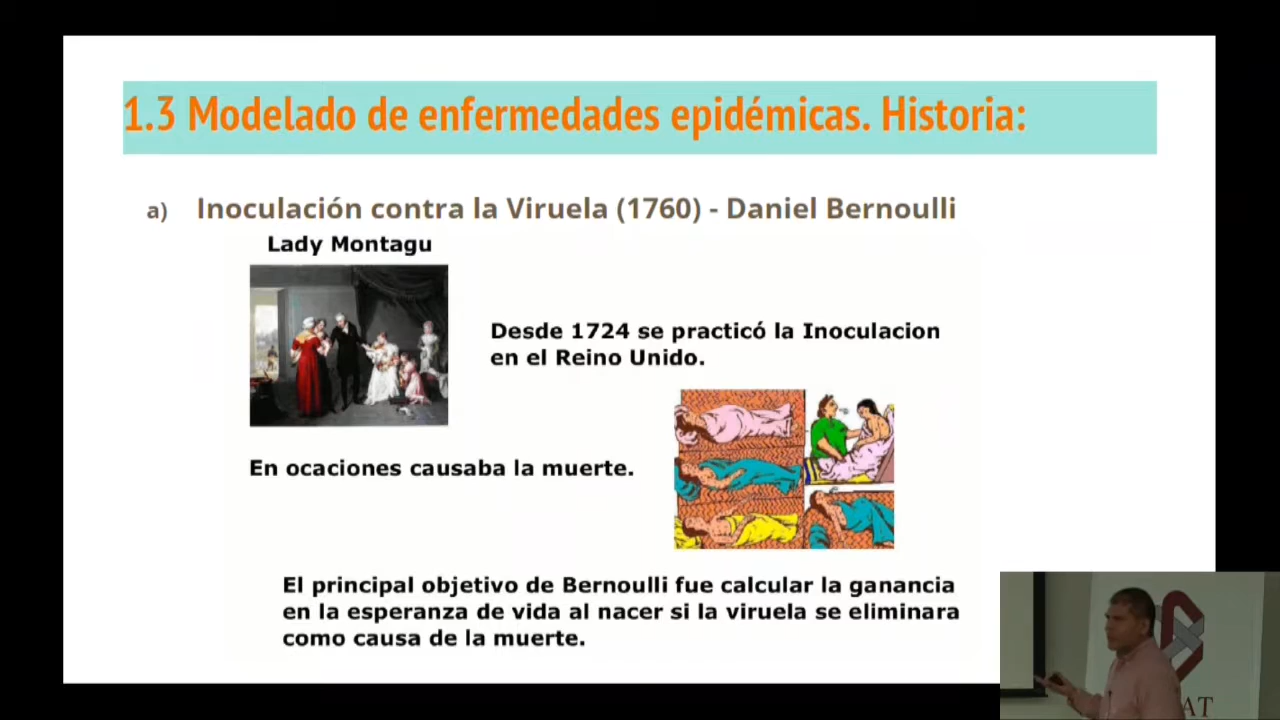 1.3 Modelado de enfermedades epidémicas. Historia:
a) Inoculación contra la Viruela (1760) - Daniel Bernoulli
Lady Montagu
Desde 1724 se practicó la Inoculacion
en el Reino Unido.
En ocaciones causaba la muerte.
El principal objetivo de Bernoulli fue calcular la ganancia
en la esperanza de vida al nacer si la viruela se eliminara
como causa de la muerte.
AT